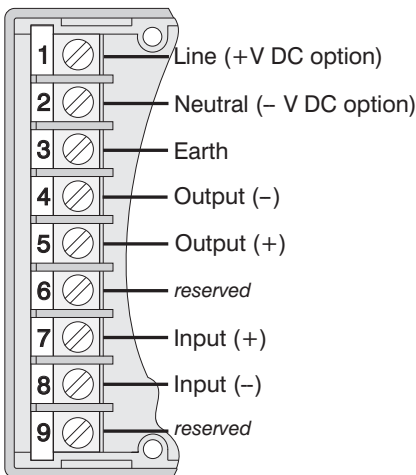 1 Line (+V DC option)
2 Neutral (– V DC option)
3 Earth
4 Output (–)
5 Output (+)
6 reserved
7 Input (+)
8 Input (–)
9 reserved